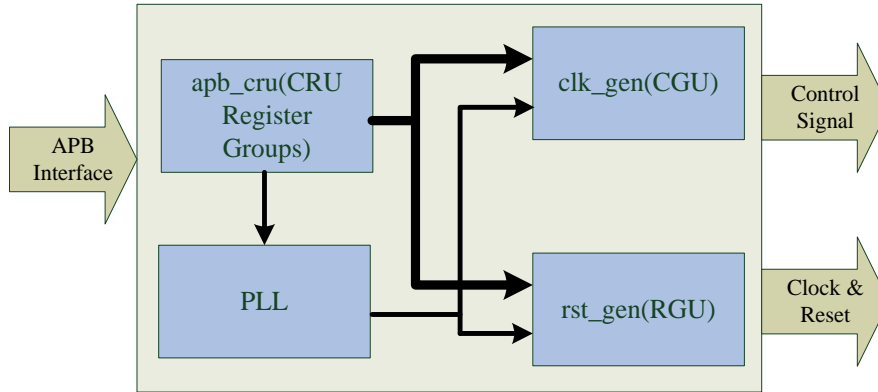 APB
Interface
apb_cru(CRU
Register
Groups)
PLL
clk_gen(CGU)
rst_gen(RGU)
Control
Signal
Clock &
Reset